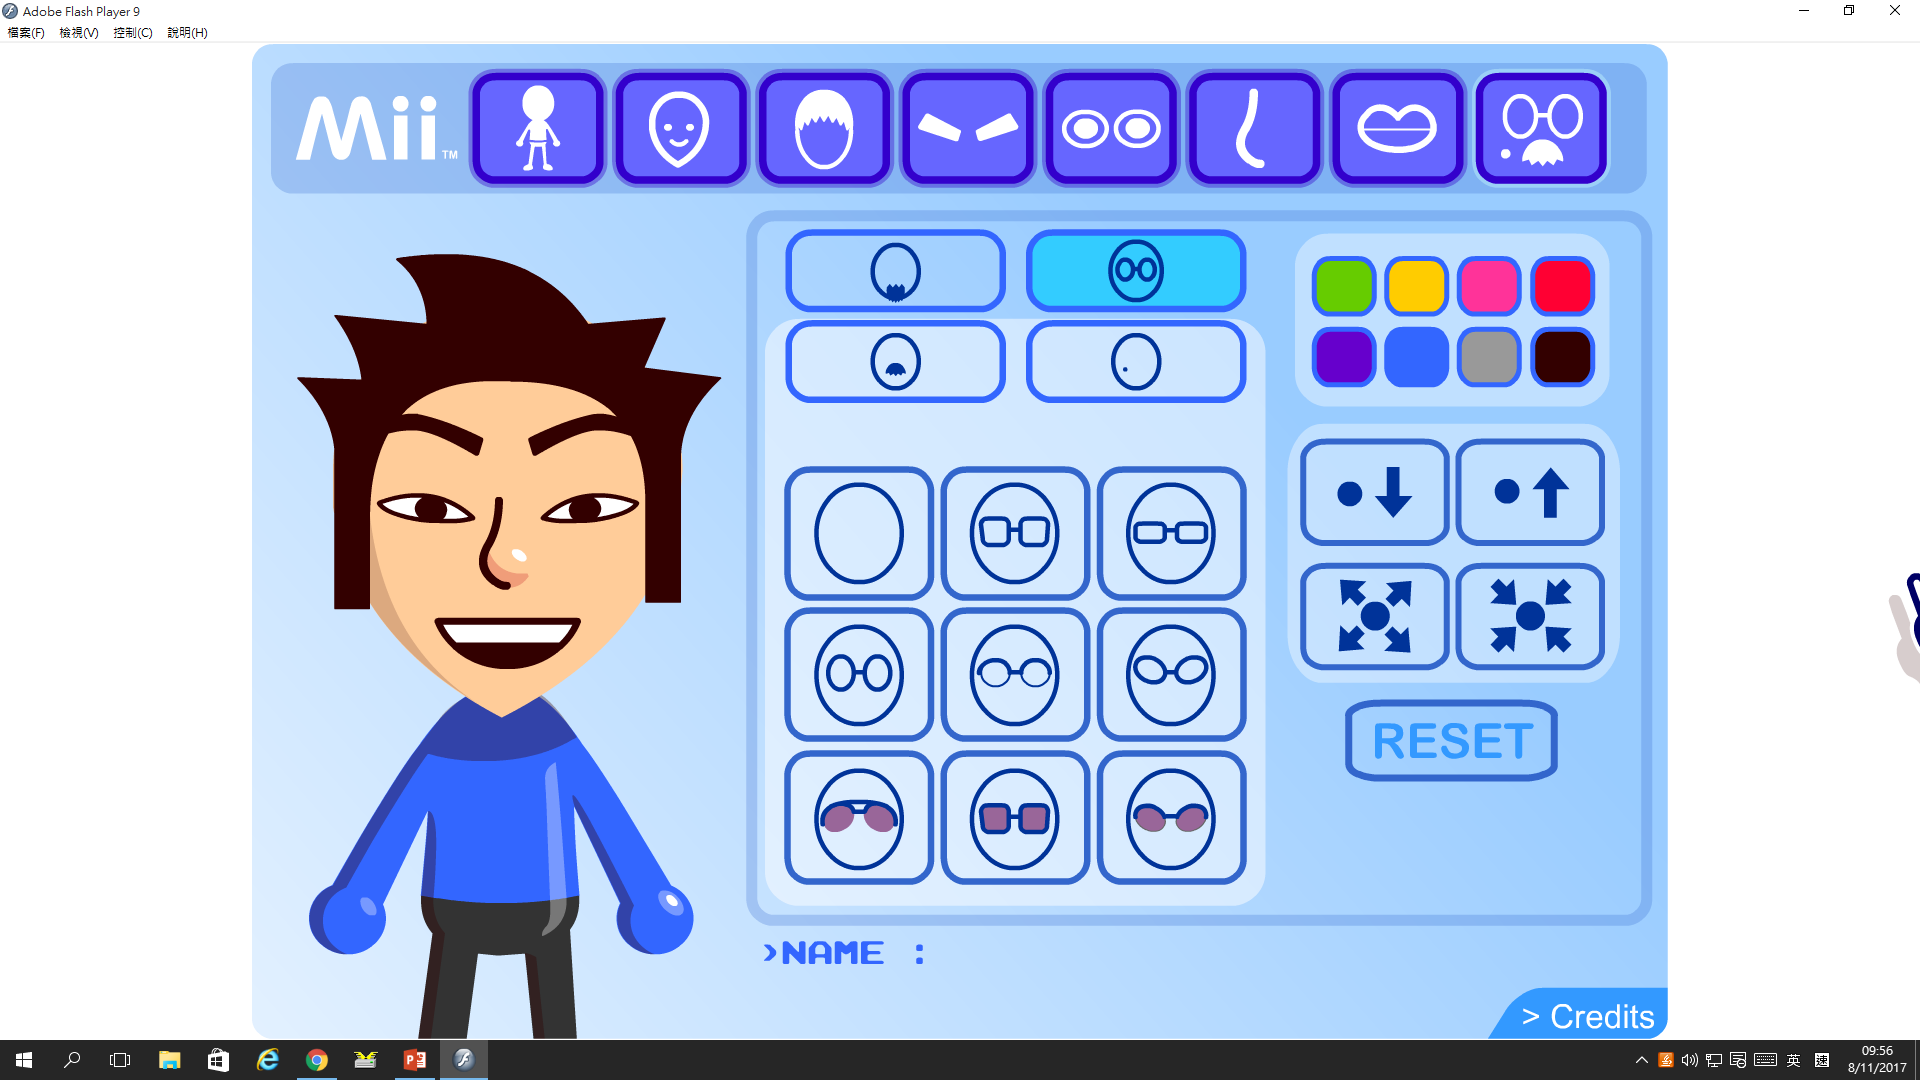 Adobe Flash Player 9
檔案(F) 檢視(V) 控制(C) 說明(H)
Mii TM
RESET
>NAME :
> Credits
英
09:56
8/11/2017